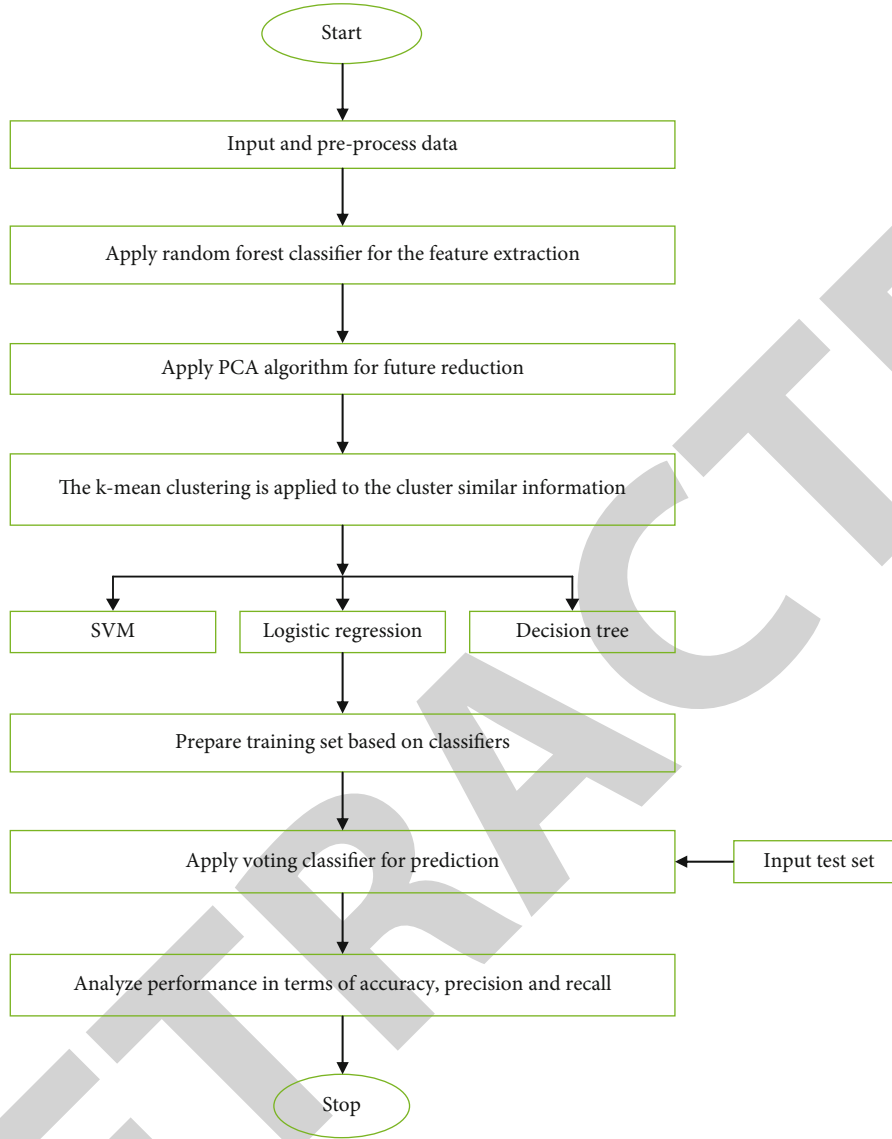 Start
Input and pre-process data
Apply random forest classifier for the feature extraction
Apply PCA algorithm for future reduction
The k-mean clustering is applied to the cluster similar information
SVM
Logistic regression
Decision tree
Prepare training set based on classifiers
Apply voting classifier for prediction
Input test set
Analyze performance in terms of accuracy, precision and recall
Stop
ETRACTE